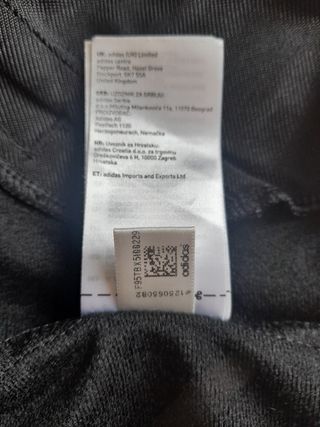 UK: adidas (UK) Limited
adidas centre
Pepper Road, Hazel Grove
Stockport, SK7 5SA
United Kingdom
SRB: UZOZNIK ZA SRBIJU:
adidas Serbia
d.o.o. Milutina Milankovića 11a, 11070 Beograd
PROIZVOĐAČ:
adidas AG
Postfach 1120
Herzogenaurach, Nemačka
HR: Uvoznik za Hrvatsku:
adidas Croatia d.o.o. za trgovinu
Oreškovićeva 6 H, 10000 Zagreb
Hrvatska
ET: adidas Imports and Exports Ltd.
adidas